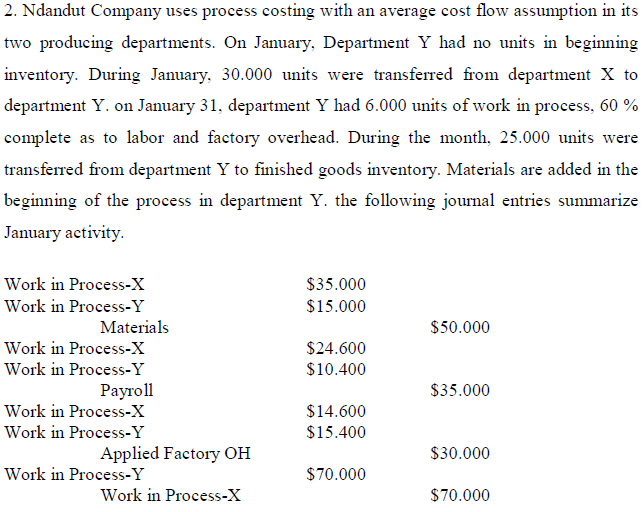 2. Ndandut Company uses process costing with an average cost flow assumption in its
two producing departments. On January, Department Y had no units in beginning
inventory. During January, 30.000 units were transferred from department X to
department Y. on January 31, department Y had 6.000 units of work in process, 60 %
complete as to labor and factory overhead. During the month, 25.000 units were
transferred from department Y to finished goods inventory. Materials are added in the
beginning of the process in department Y. the following journal entries summarize
January activity.
Work in Process-X $35.000
Work in Process-Y $15.000
Materials $50.000
Work in Process-X $24.600
Work in Process-Y $10.400
Payroll $35.000
Work in Process-X $14.600
Work in Process-Y $15.400
Applied Factory OH $30.000
Work in Process-Y $70.000
Work in Process-X $70.000